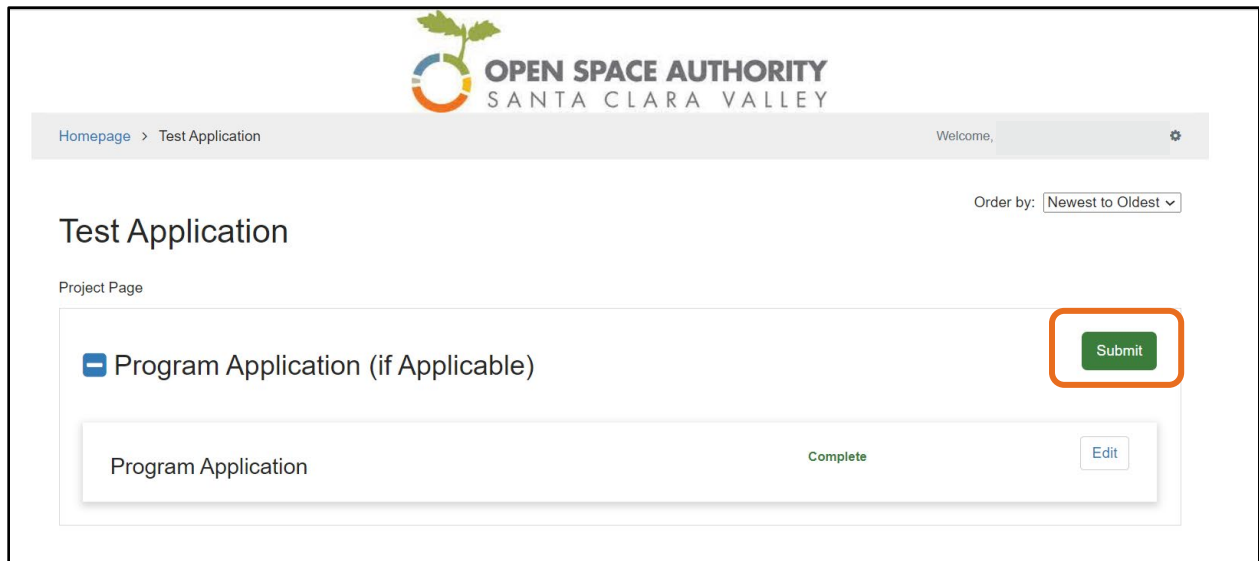 OPEN SPACE AUTHORITY
SANTA CLARA VALLEY
Homepage > Test Application
Welcome,
Order by: Newest to Oldest
Test Application
Project Page
Program Application (if Applicable)
Submit
Program Application
Complete
Edit